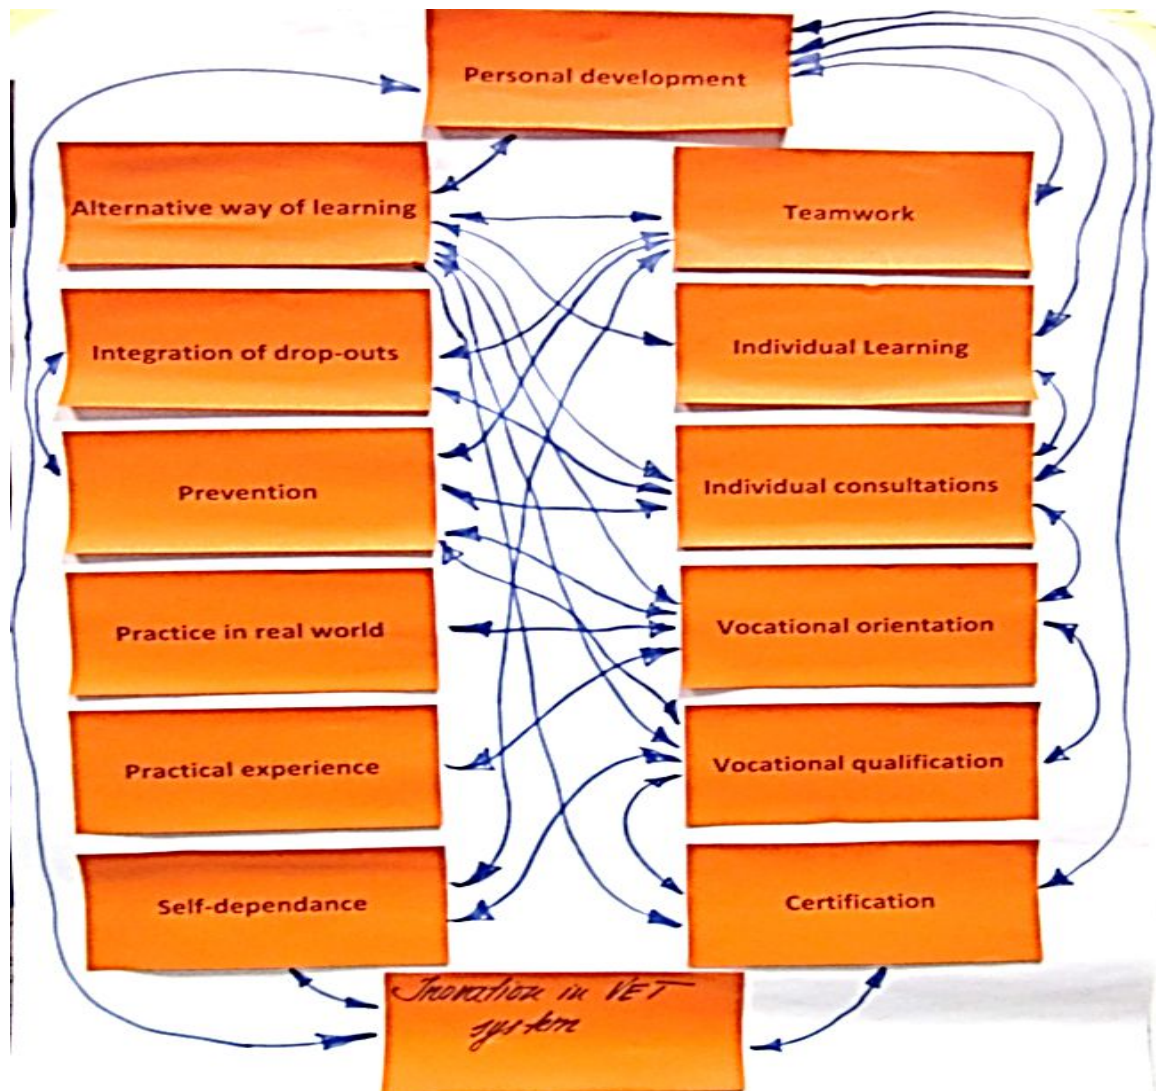 Personal development
Alternative way of learning
Teamwork
Integration of drop-outs
Individual Learning
Prevention
Individual consultations
Practice in real world
Vocational orientation
Practical experience
Vocational qualification
Self-dependance
Certification
Inovation in VET
system